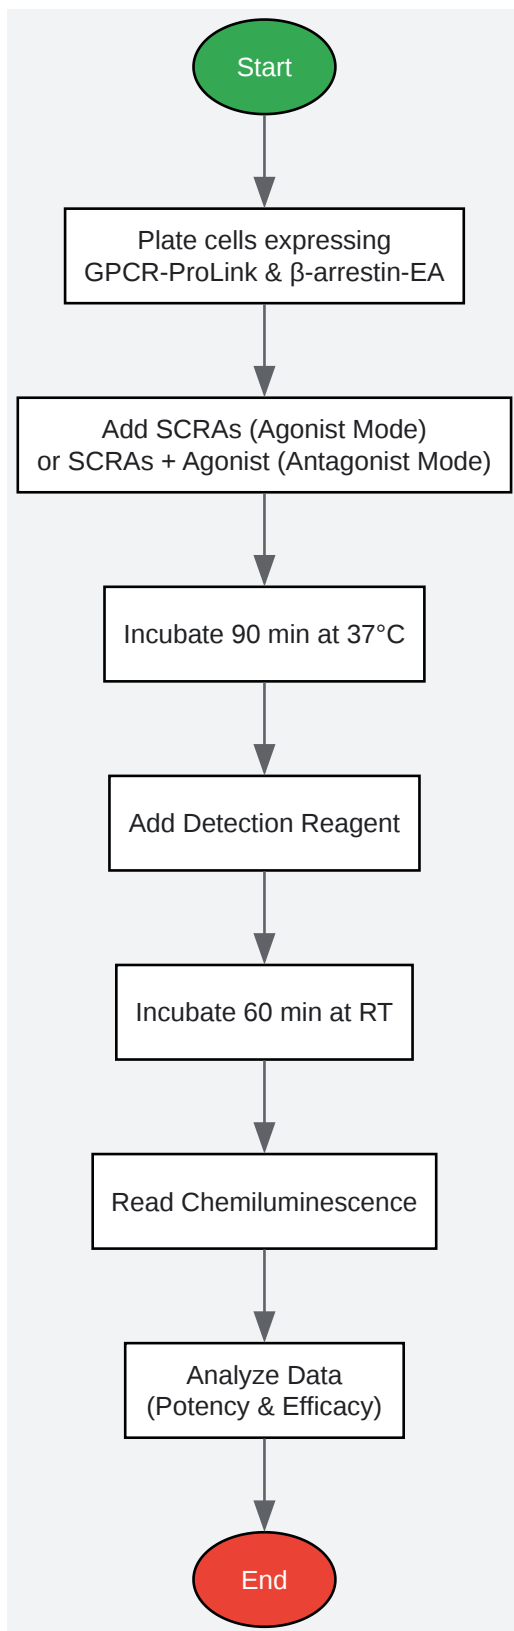 Start
Plate cells expressing
GPCR-ProLink & β-arrestin-EA
Add SCRAs (Agonist Mode)
or SCRAs + Agonist (Antagonist Mode)
Incubate 90 min at 37°C
Add Detection Reagent
Incubate 60 min at RT
Read Chemiluminescence
Analyze Data
(Potency & Efficacy)
End